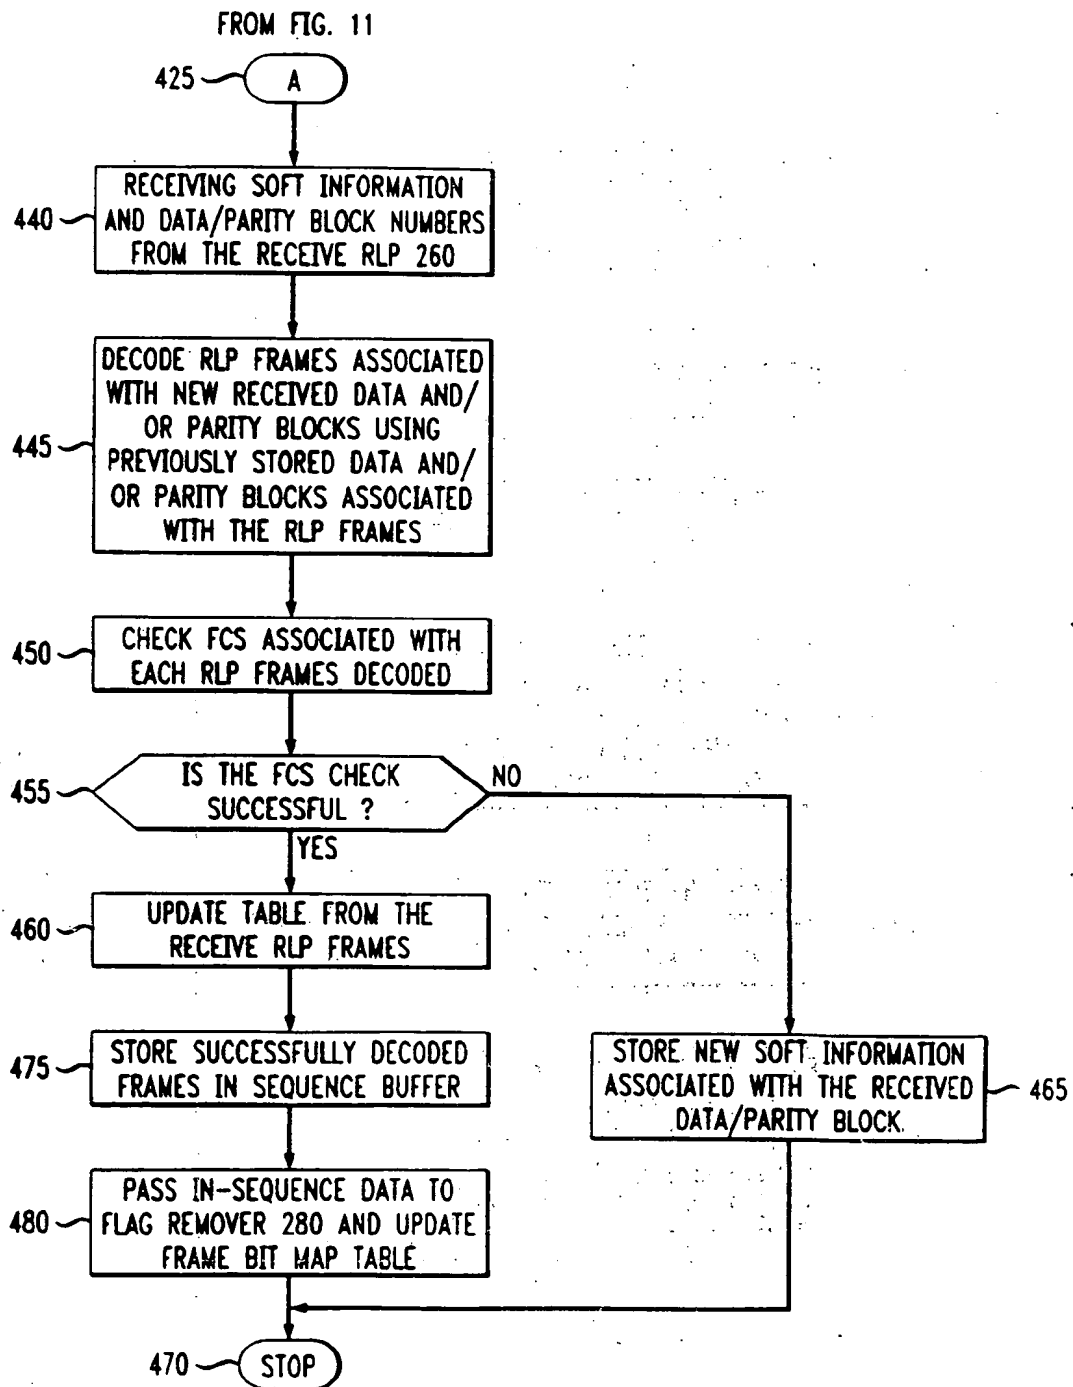 FROM FIG. 11
425
A
440
RECEIVING SOFT INFORMATION
AND DATA/PARITY BLOCK NUMBERS
FROM THE RECEIVE RLP 260
445
DECODE RLP FRAMES ASSOCIATED
WITH NEW RECEIVED DATA AND/
OR PARITY BLOCKS USING
PREVIOUSLY STORED DATA AND/
OR PARITY BLOCKS ASSOCIATED
WITH THE RLP FRAMES
450
CHECK FCS ASSOCIATED WITH
EACH RLP FRAMES DECODED
455
IS THE FCS CHECK
SUCCESSFUL ?
NO
YES
460
UPDATE TABLE FROM THE
RECEIVE RLP FRAMES
475
STORE SUCCESSFULLY DECODED
FRAMES IN SEQUENCE BUFFER
STORE NEW SOFT INFORMATION
ASSOCIATED WITH THE RECEIVED
DATA/PARITY BLOCK
465
480
PASS IN-SEQUENCE DATA TO
FLAG REMOVER 280 AND UPDATE
FRAME BIT MAP TABLE
470
STOP